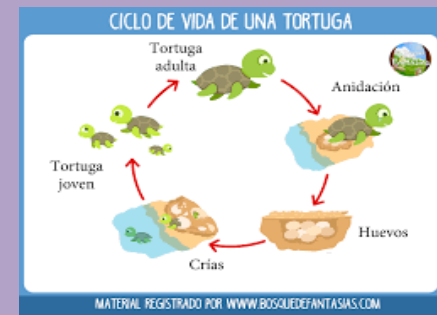 CICLO DE VIDA DE UNA TORTUGA
Tortuga
adulta
Anidación
Huevos
Crías
Tortuga
joven
MATERIAL REGISTRADO POR WWW.BOSQUEDEFANTASIAS.COM